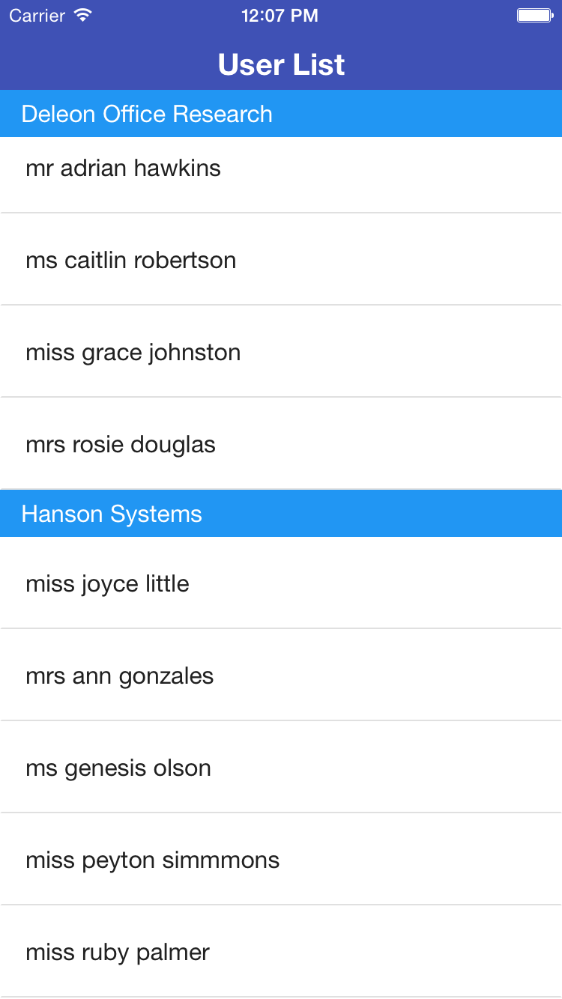 Carrier 12:07 PM
User List
Deleon Office Research
mr adrian hawkins
ms caitlin robertson
miss grace johnston
mrs rosie douglas
Hanson Systems
miss joyce little
mrs ann gonzales
ms genesis olson
miss peyton simmmons
miss ruby palmer